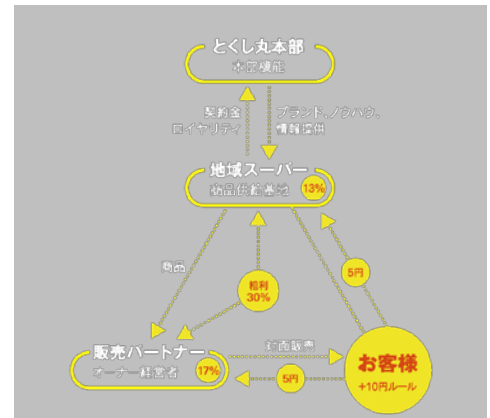 とくし丸本部
本部機能
契約金
ロイヤリティ
ブランド、ノウハウ、
情報提供
地域スーパー
商品供給基地
13%
商品
粗利
30%
5円
販売パートナー
オーナー経営者
17%
対面販売
5円
お客様
+10円ルール